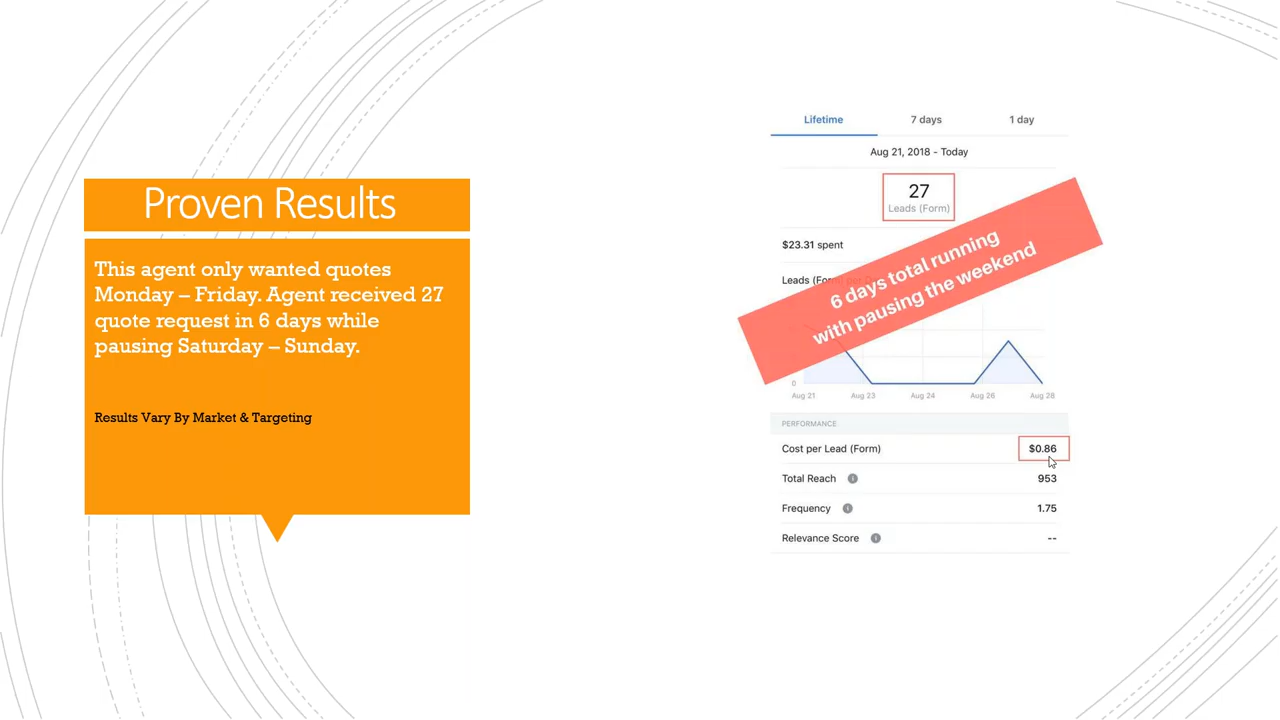 Proven Results
This agent only wanted quotes
Monday – Friday. Agent received 27
quote request in 6 days while
pausing Saturday – Sunday.
Results Vary By Market & Targeting
Lifetime 7 days 1 day
Aug 21, 2018 - Today
27
Leads (Form)
$23.31 spent
Leads (Form) per
6 days total running
with pausing the weekend
0
Aug 21 Aug 23 Aug 24 Aug 26 Aug 28
PERFORMANCE
Cost per Lead (Form) $0.86
Total Reach 953
Frequency 1.75
Relevance Score --